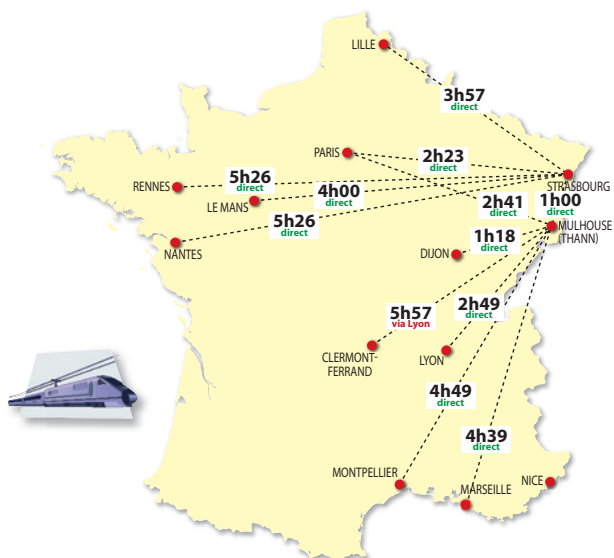 LILLE
3h57
direct
PARIS
2h23
direct
RENNES
5h26
direct
LE MANS
4h00
direct
STRASBOURG
2h41
direct
1h00
direct
5h26
direct
NANTES
MULHOUSE
(THANN)
DIJON
1h18
direct
5h57
via Lyon
2h49
direct
CLERMONT-
FERRAND
LYON
4h49
direct
4h39
direct
MONTPELLIER
MARSEILLE
NICE